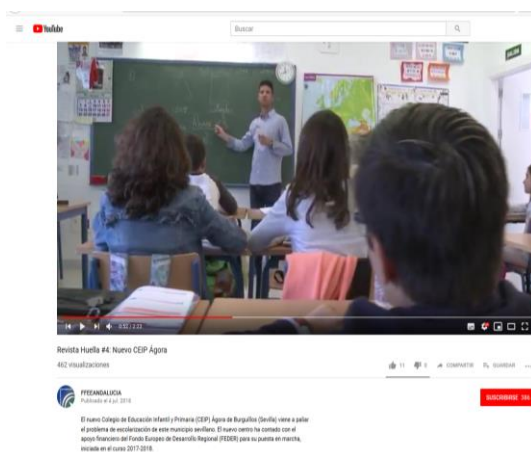 YouTube
Buscar
Revista Huella #4: Nuevo CEIP Ágora
462 visualizaciones
11
0
COMPARTIR
GUARDAR
FFEEANDALUCIA
Publicado el 4 jul. 2018
SUSCRIBIRSE
El nuevo Colegio de Educación Infantil y Primaria (CEIP) Ágora de Burguillos (Sevilla) viene a paliar
el problema de escolarización de este municipio sevillano. El nuevo centro ha contado con el
apoyo financiero del Fondo Europeo de Desarrollo Regional (FEDER) para su puesta en marcha,
iniciada en el curso 2017-2018.